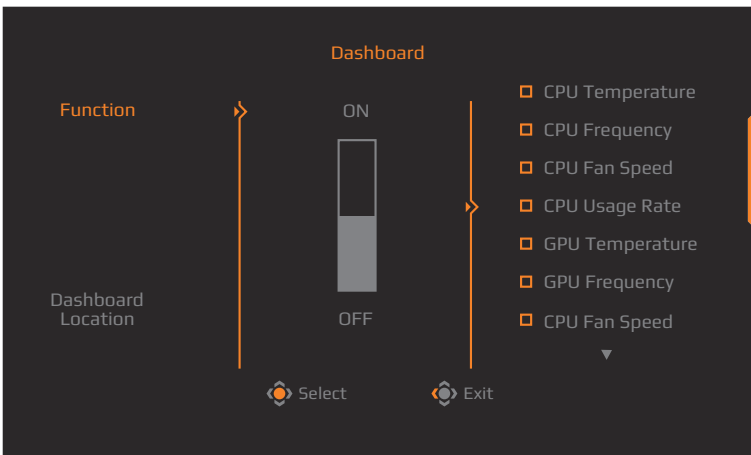 Dashboard
Function
ON
OFF
Dashboard
Location
CPU Temperature
CPU Frequency
CPU Fan Speed
CPU Usage Rate
GPU Temperature
GPU Frequency
CPU Fan Speed
Select
Exit